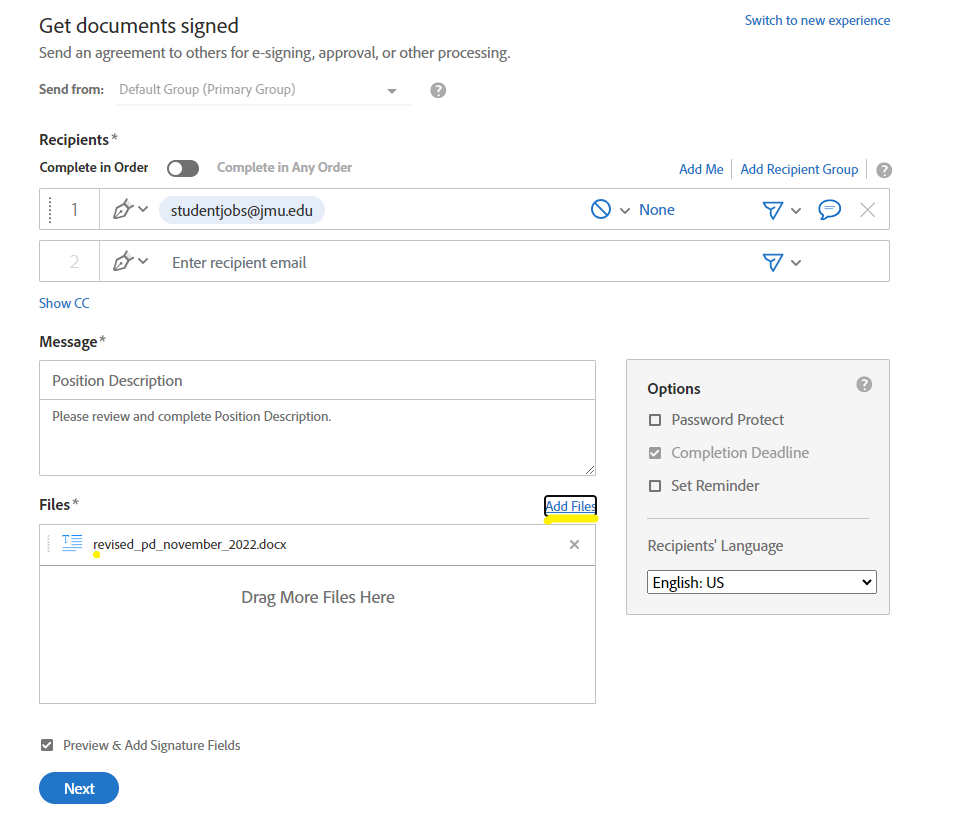 Get documents signed
Switch to new experience
Send an agreement to others for e-signing, approval, or other processing.
Send from: Default Group (Primary Group) ?
Recipients*
Complete in Order Complete in Any Order
Add Me Add Recipient Group ?
1 studentjobs@jmu.edu None
2 Enter recipient email
Show CC
Message*
Position Description
Please review and complete Position Description.
Options ?
Password Protect
Completion Deadline
Set Reminder
Recipients' Language
English: US
Files*
Add Files
T revised_pd_november_2022.docx
Drag More Files Here
Preview & Add Signature Fields
Next